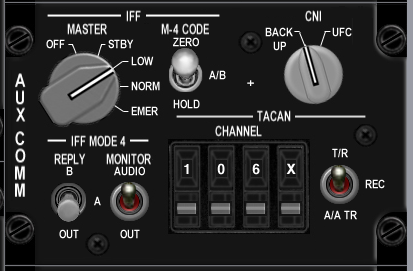 IFF
MASTER
OFF
STBY
LOW
NORM
EMER
M-4 CODE
ZERO
A/B
HOLD
CNI
BACK
UP
UFC
AUX COMM
IFF MODE 4
REPLY
B
A
OUT
MONITOR
AUDIO
OUT
TACAN
CHANNEL
1 0 6 X
T/R
REC
A/A TR